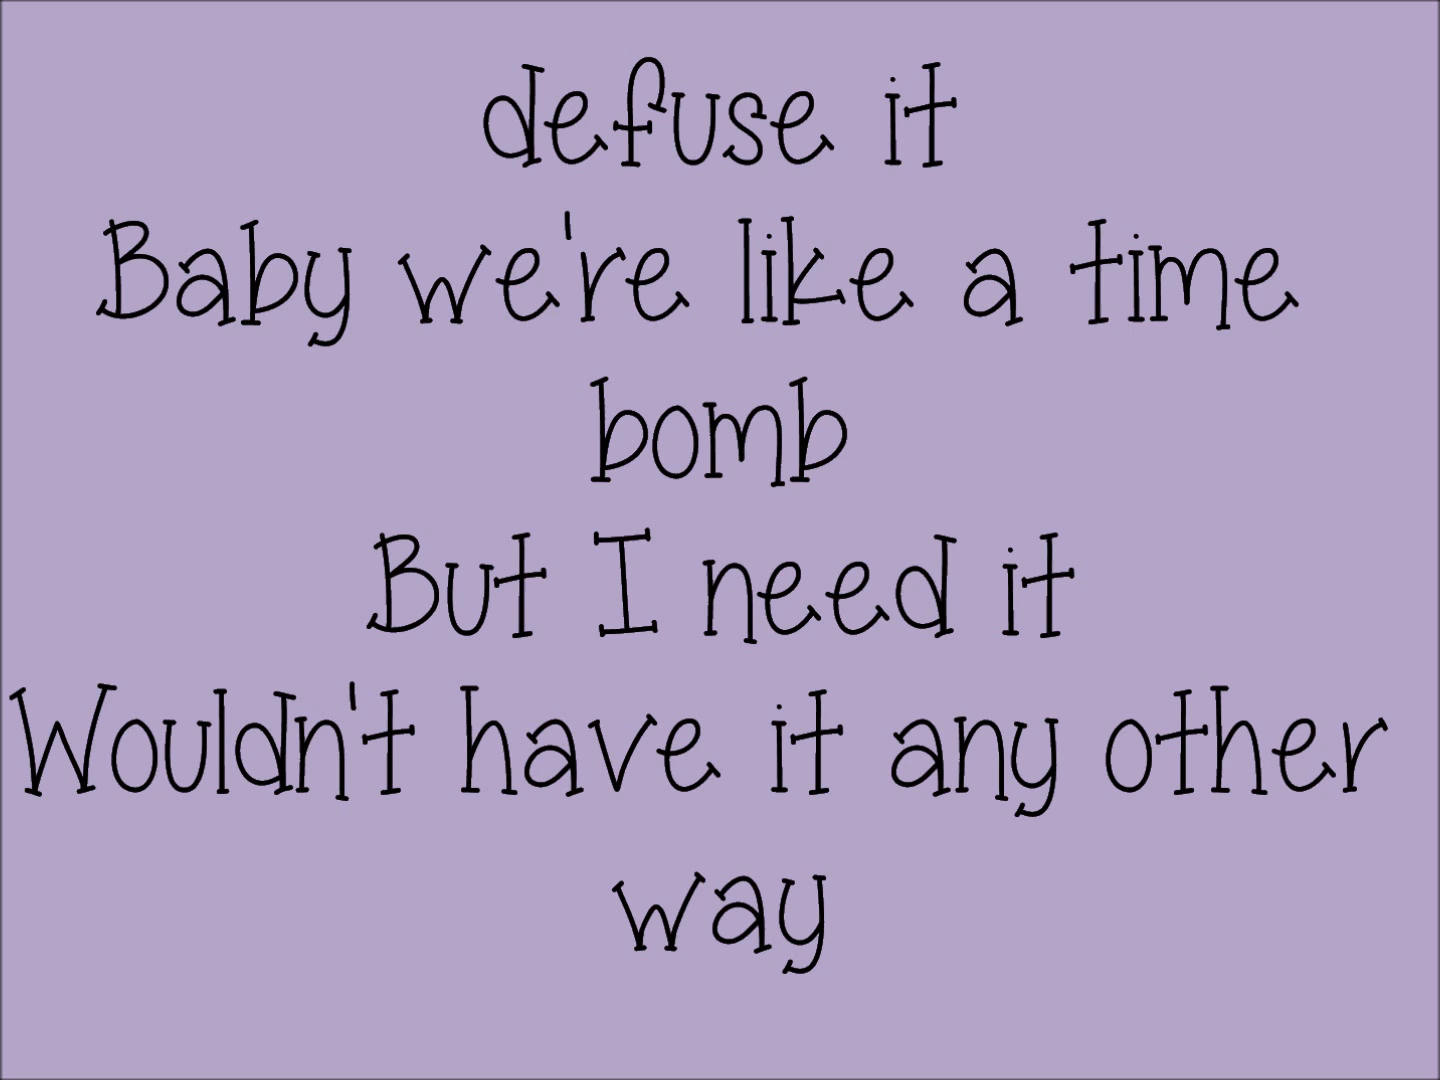 defuse it
Baby we're like a time
bomb
But I need it
Wouldn't have it any other
way